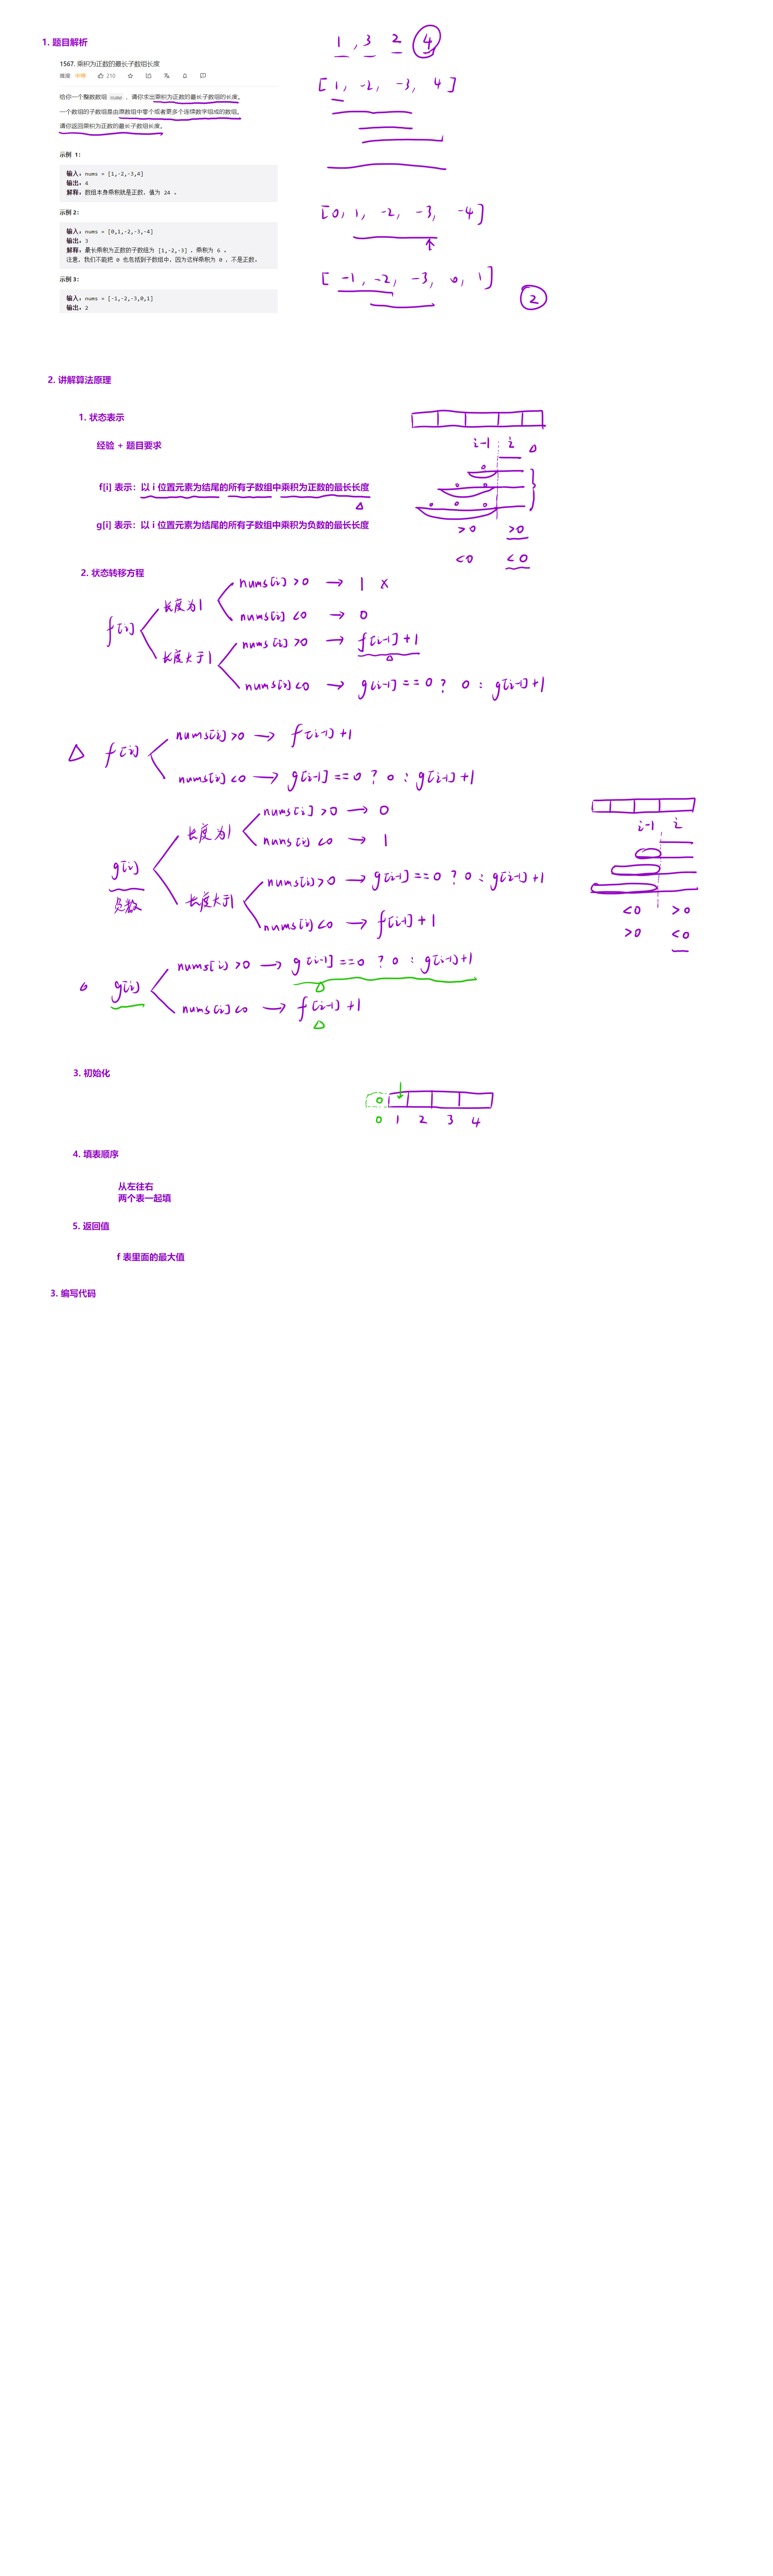 1. 题目解析
1567. 乘积为正数的最长子数组长度
难度 中等 210
给你一个整数数组 nums ，请你求出乘积为正数的最长子数组的长度。
一个数组的子数组是由原数组中零个或者更多个连续数字组成的数组。
请你返回乘积为正数的最长子数组长度。
示例 1:
输入：nums = [1,-2,-3,4]
输出：4
解释：数组本身乘积就是正数，值为 24 。
示例 2:
输入：nums = [0,1,-2,-3,-4]
输出：3
解释：最长乘积为正数的子数组为 [1,-2,-3] ，乘积为 6 。
注意，我们不能把 0 也包括到子数组中，因为这样乘积为 0 ，不是正数。
示例 3:
输入：nums = [-1,-2,-3,0,1]
输出：2
1 , 3 2 4
[ 1, -2, -3, 4 ]
[0, 1, -2, -3, -4 ]
[ -1, -2, -3, 0, 1 ]
2
2. 讲解算法原理
1. 状态表示
经验 + 题目要求
f[i] 表示：以 i 位置元素为结尾的所有子数组中乘积为正数的最长长度
g[i] 表示：以 i 位置元素为结尾的所有子数组中乘积为负数的最长长度
i-1 i
>0 >0
<0 <0
2. 状态转移方程
f[i]
长度为1
nums[i] >0 → 1 x
nums[i] <0 → 0
长度大于1
nums[i] >0 → f[i-1] +1
nums[i] <0 → g[i-1] == 0 ? 0 : g[i-1] +1
f[i]
nums[i] >0 → f[i-1] +1
nums[i] <0 → g[i-1] == 0 ? 0 : g[i-1] +1
g[i]
负数
长度为1
nums[i] >0 → 0
nums[i] <0 → 1
长度大于1
nums[i] >0 → g[i-1] == 0 ? 0 : g[i-1] +1
nums[i] <0 → f[i-1] +1
i-1 i
<0 >0
>0 <0
g[i]
nums[i] >0 → g[i-1] == 0 ? 0 : g[i-1] +1
nums[i] <0 → f[i-1] +1
3. 初始化
0
0 1 2 3 4
4. 填表顺序
从左往右
两个表一起填
5. 返回值
f 表里面的最大值
3. 编写代码